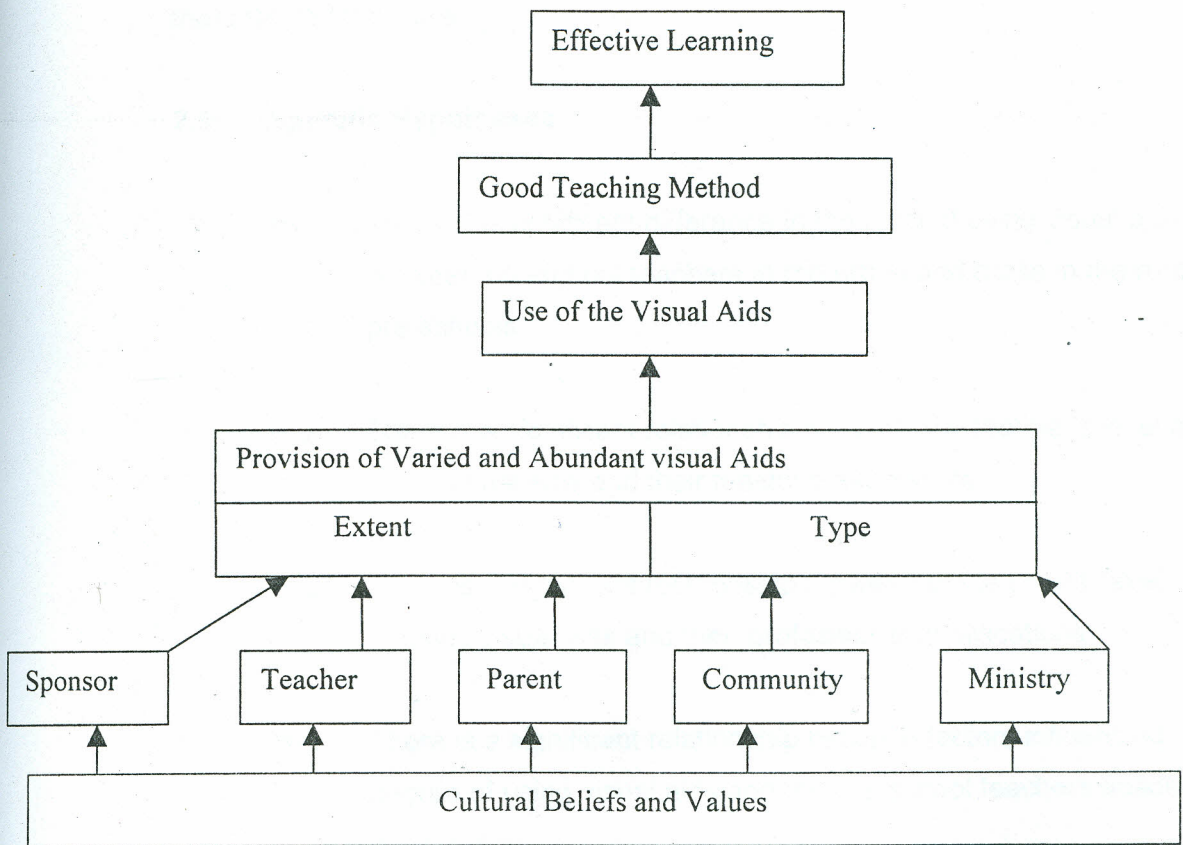 Effective Learning
Good Teaching Method
Use of the Visual Aids
Provision of Varied and Abundant visual Aids
Extent Type
Sponsor Teacher Parent Community Ministry
Cultural Beliefs and Values